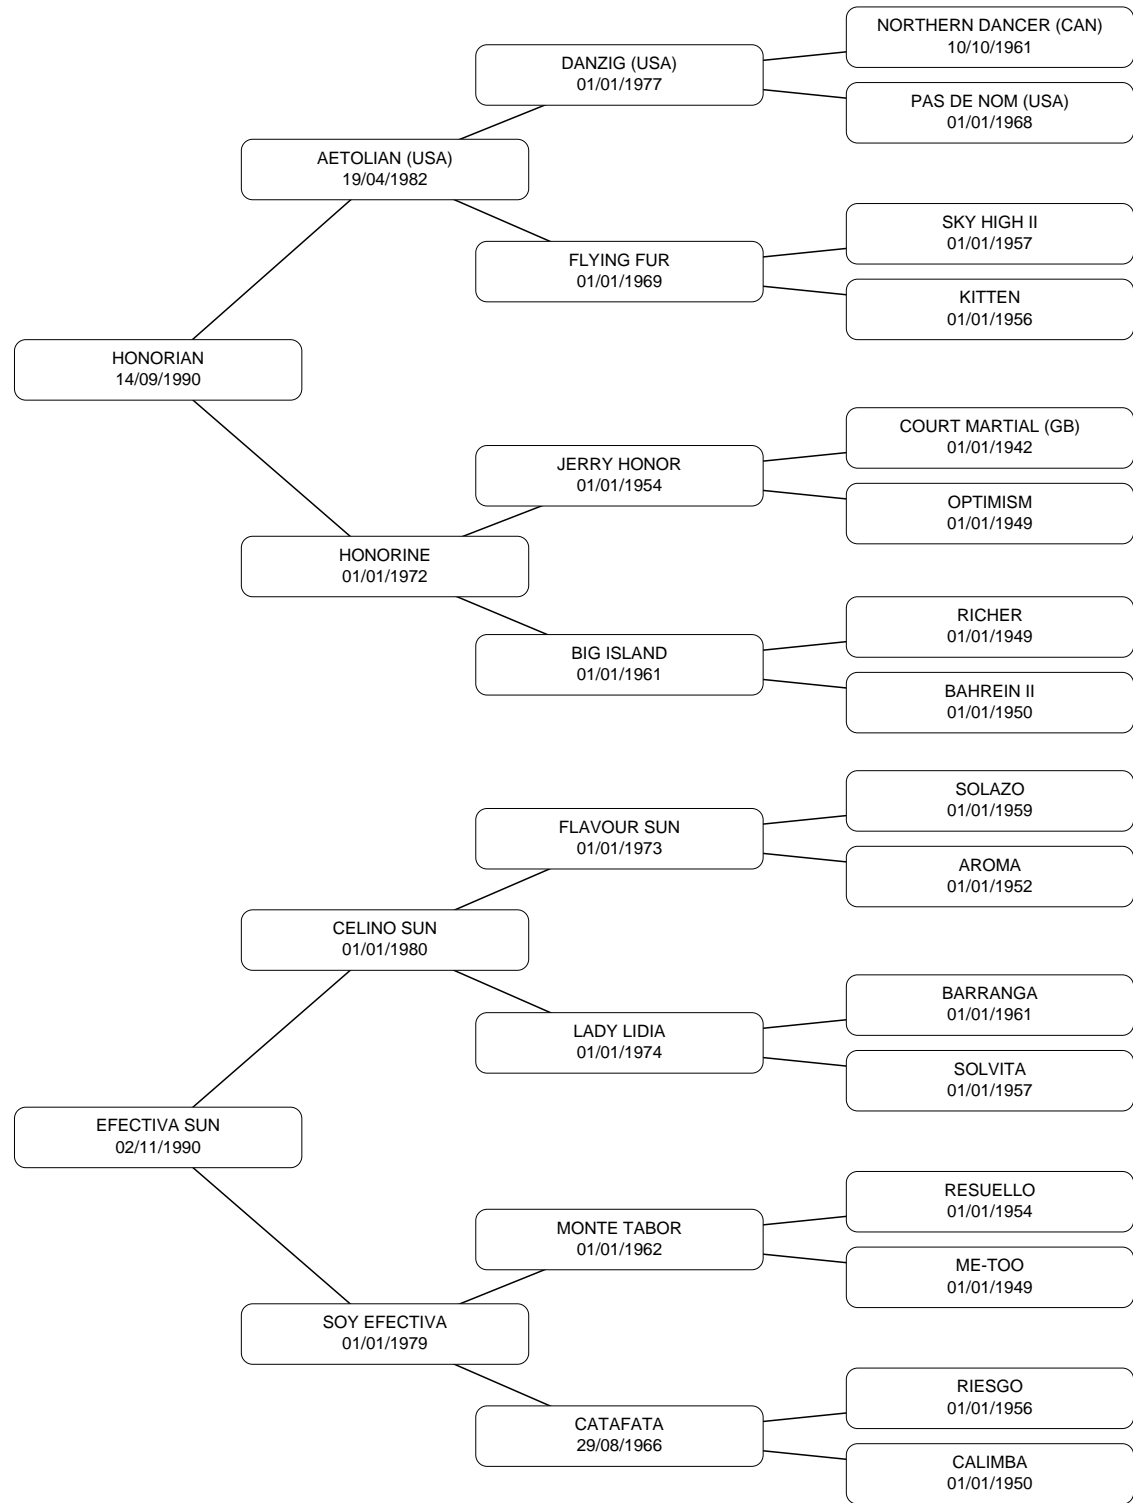 NORTHERN DANCER (CAN)
10/10/1961
DANZIG (USA)
01/01/1977
PAS DE NOM (USA)
01/01/1968
AETOLIAN (USA)
19/04/1982
SKY HIGH II
01/01/1957
FLYING FUR
01/01/1969
KITTEN
01/01/1956
HONORIAN
14/09/1990
COURT MARTIAL (GB)
01/01/1942
JERRY HONOR
01/01/1954
OPTIMISM
01/01/1949
HONORINE
01/01/1972
RICHER
01/01/1949
BIG ISLAND
01/01/1961
BAHREIN II
01/01/1950
SOLAZO
01/01/1959
FLAVOUR SUN
01/01/1973
AROMA
01/01/1952
CELINO SUN
01/01/1980
BARRANGA
01/01/1961
LADY LIDIA
01/01/1974
SOLVITA
01/01/1957
EFECTIVA SUN
02/11/1990
RESUELLO
01/01/1954
MONTE TABOR
01/01/1962
ME-TOO
01/01/1949
SOY EFECTIVA
01/01/1979
RIESGO
01/01/1956
CATAFATA
29/08/1966
CALIMBA
01/01/1950